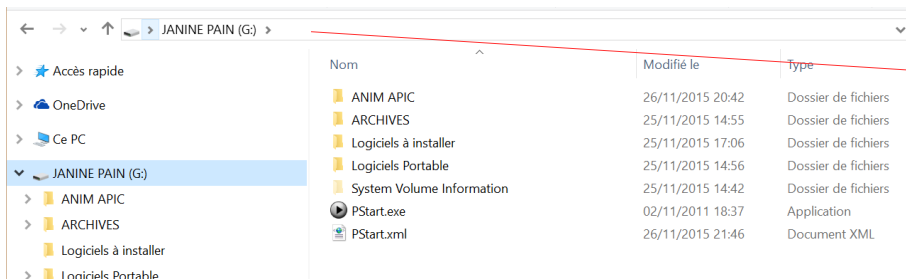 JANINE PAIN (G:)
Nom Modifié le Type
Accès rapide
OneDrive
Ce PC
JANINE PAIN (G:)
ANIM APIC
ARCHIVES
Logiciels à installer
Logiciels Portable
ANIM APIC 26/11/2015 20:42 Dossier de fichiers
ARCHIVES 25/11/2015 14:55 Dossier de fichiers
Logiciels à installer 25/11/2015 17:06 Dossier de fichiers
Logiciels Portable 25/11/2015 14:56 Dossier de fichiers
System Volume Information 25/11/2015 14:42 Dossier de fichiers
PStart.exe 02/11/2011 18:37 Application
PStart.xml 26/11/2015 21:46 Document XML